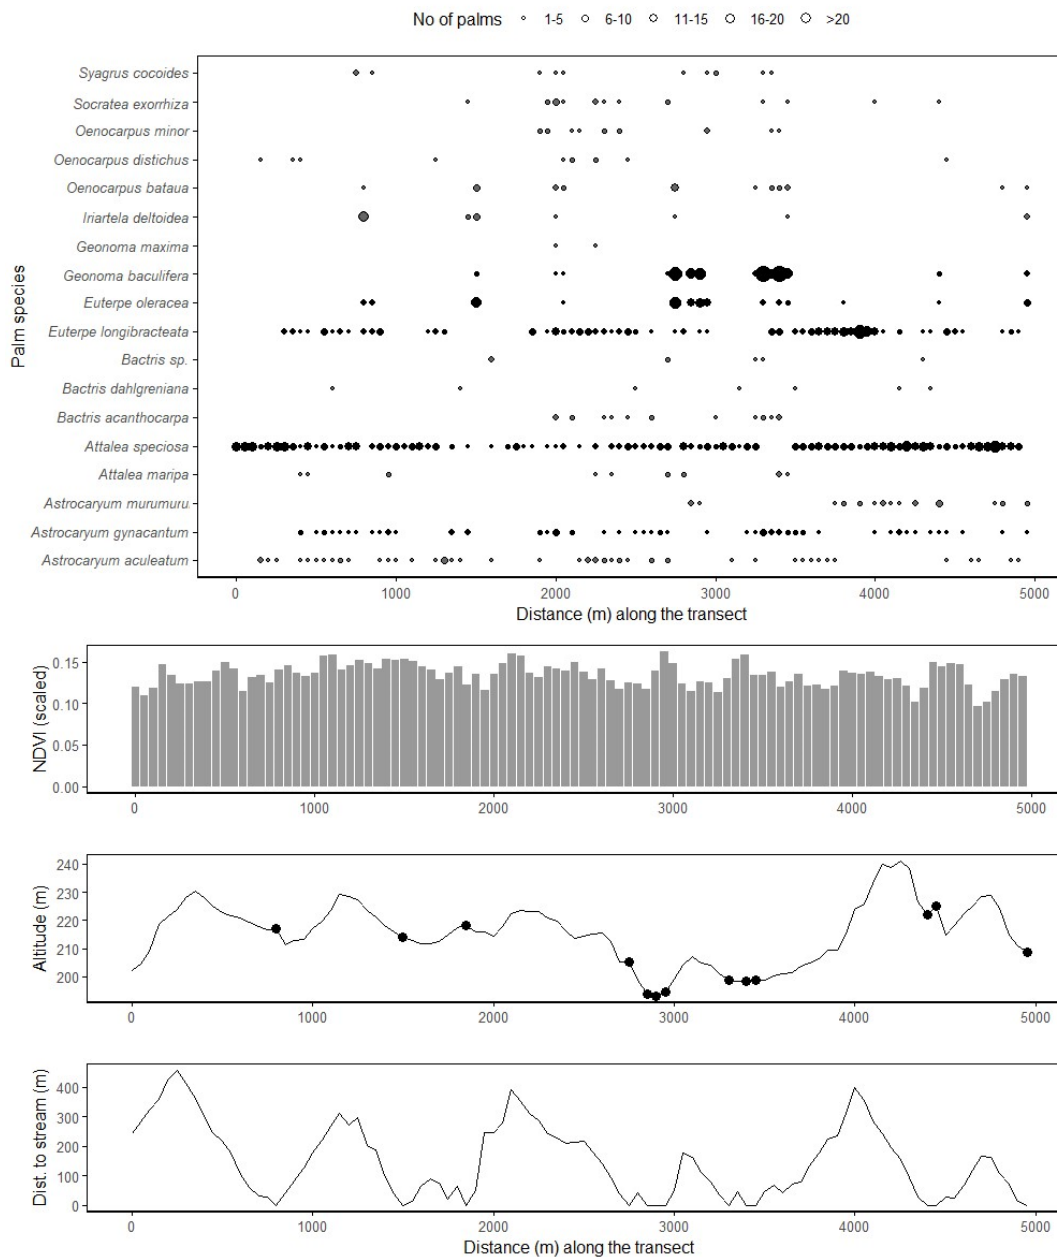 No of palms 1-5 6-10 11-15 16-20 >20
Palm species
Syagrus cocoides
Socratea exorrhiza
Oenocarpus minor
Oenocarpus distichus
Oenocarpus bataua
Iriartela deltoidea
Geonoma maxima
Geonoma baculifera
Euterpe oleracea
Euterpe longibracteata
Bactris sp.
Bactris dahlgreniana
Bactris acanthocarpa
Attalea speciosa
Attalea maripa
Astrocaryum murumuru
Astrocaryum gynacantum
Astrocaryum aculeatum
0 1000 2000 3000 4000 5000
Distance (m) along the transect
NDVI (scaled)
0.15
0.10
0.05
0.00
0 1000 2000 3000 4000 5000
Altitude (m)
240
230
220
210
200
0 1000 2000 3000 4000 5000
Dist. to stream (m)
400
300
200
100
0
0 1000 2000 3000 4000 5000
Distance (m) along the transect